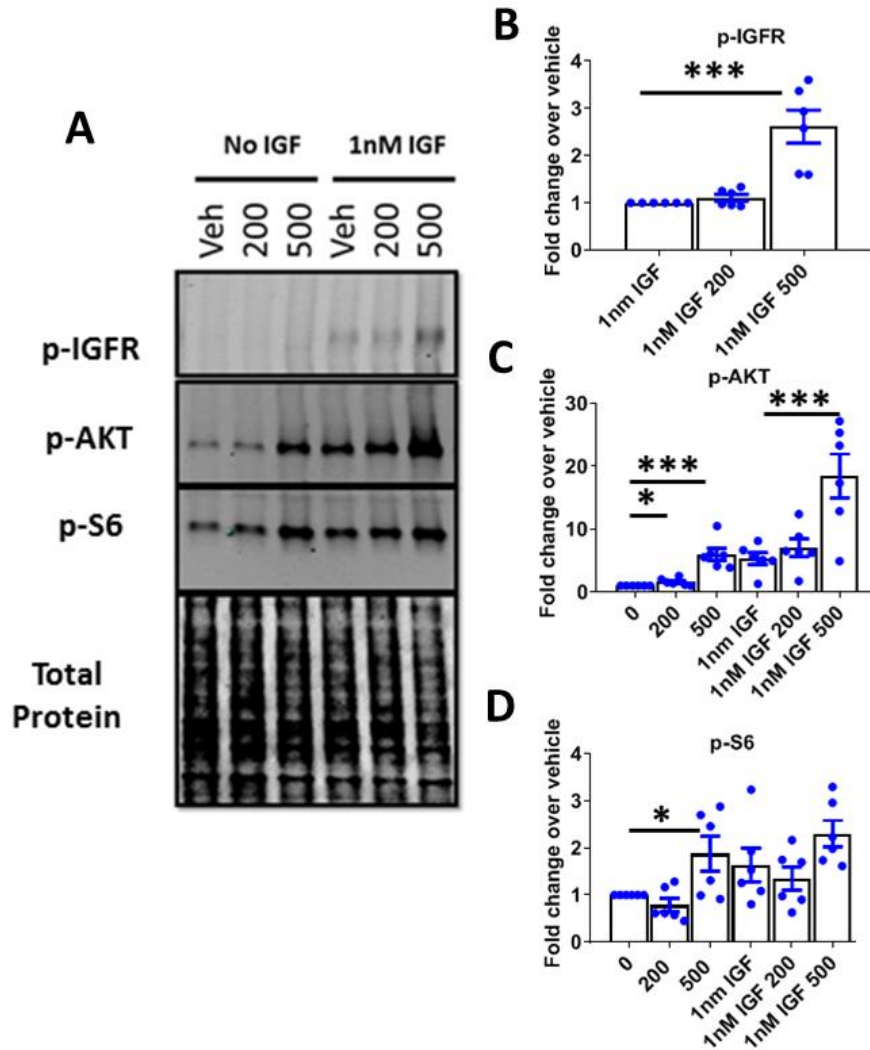 A
No IGF
1nM IGF
Veh
200
500
Veh
200
500
p-IGFR
p-AKT
p-S6
Total
Protein
B
p-IGFR
***
Fold change over vehicle
4
3
2
1
0
1nm IGF
1nM IGF 200
1nM IGF 500
C
p-AKT
***
***
*
Fold change over vehicle
30
20
10
0
0
200
500
1nm IGF
1nM IGF 200
1nM IGF 500
D
p-S6
*
Fold change over vehicle
4
3
2
1
0
0
200
500
1nm IGF
1nM IGF 200
1nM IGF 500